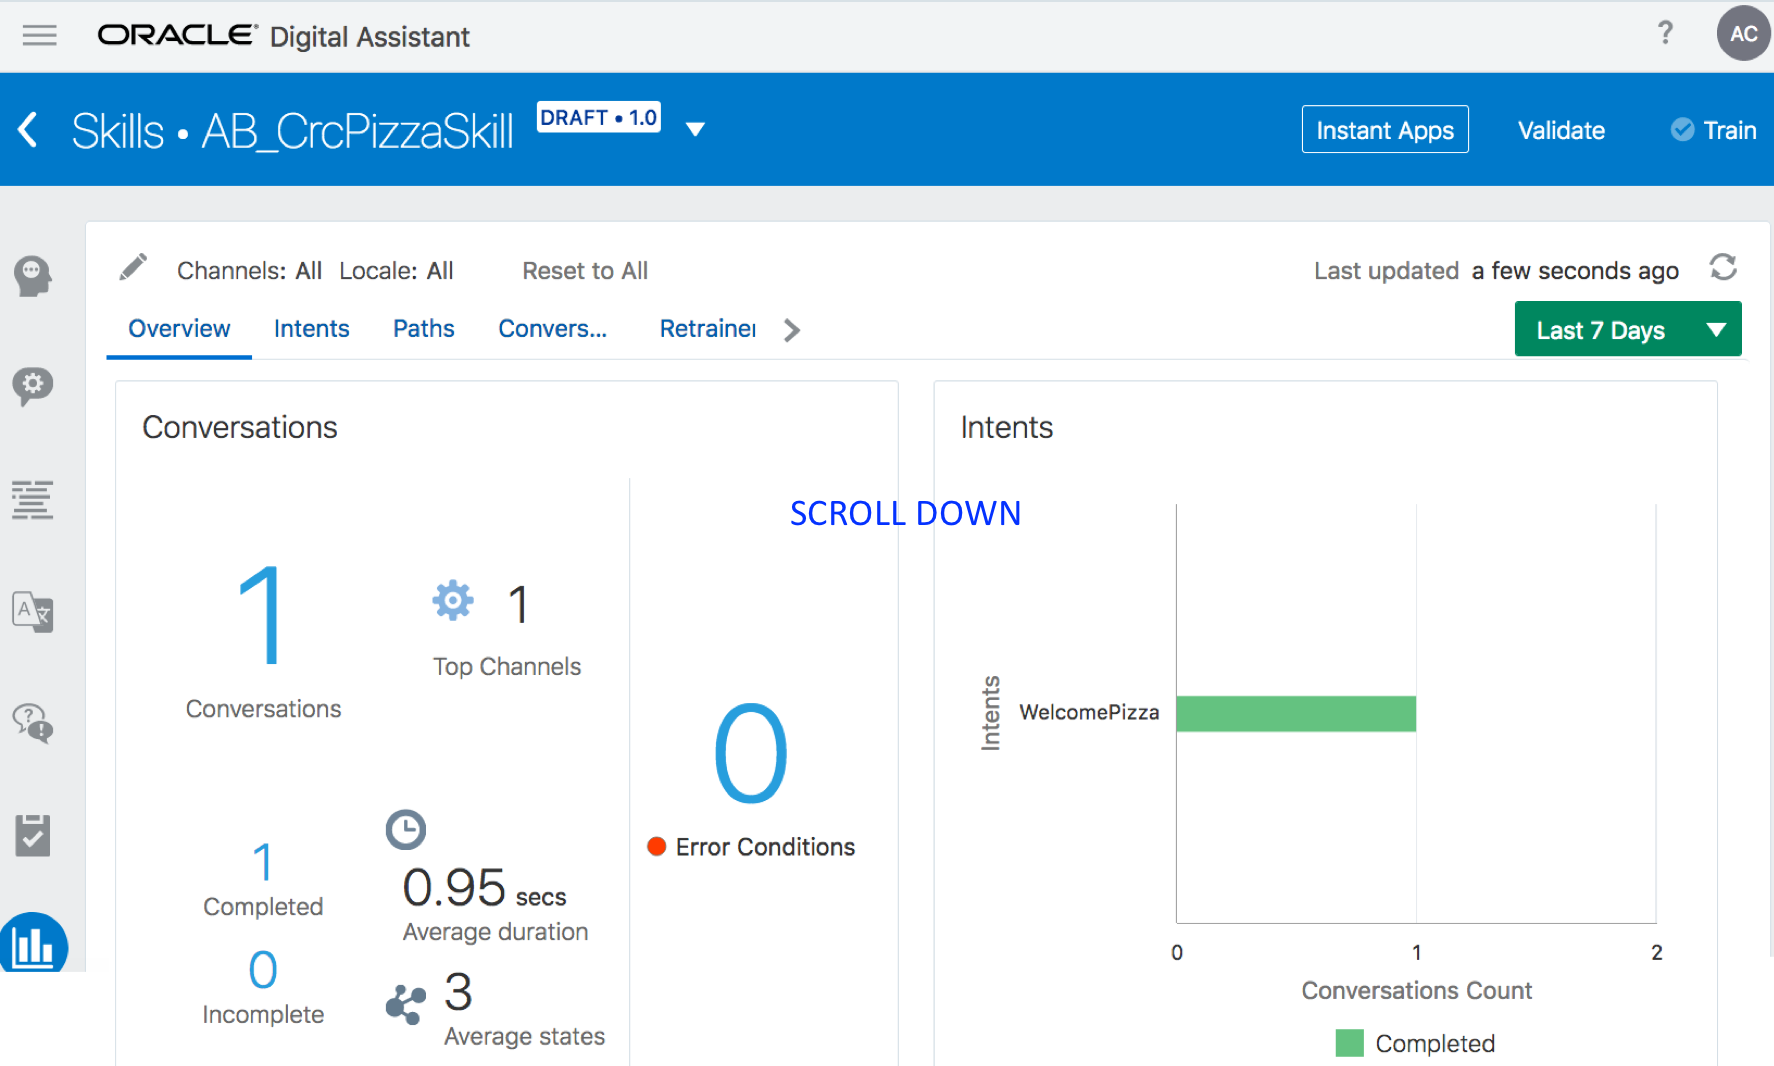 ORACLE® Digital Assistant
?
AC
Skills • AB_CrcPizzaSkill DRAFT • 1.0
Instant Apps Validate Train
Channels: All Locale: All Reset to All
Last updated a few seconds ago
Overview Intents Paths Convers... Retrainer
Last 7 Days
Conversations
Intents
SCROLL DOWN
1
Conversations
1
Top Channels
0
Error Conditions
1
Completed
0.95 secs
Average duration
0
Incomplete
3
Average states
Intents
WelcomePizza
0 1 2
Conversations Count
Completed